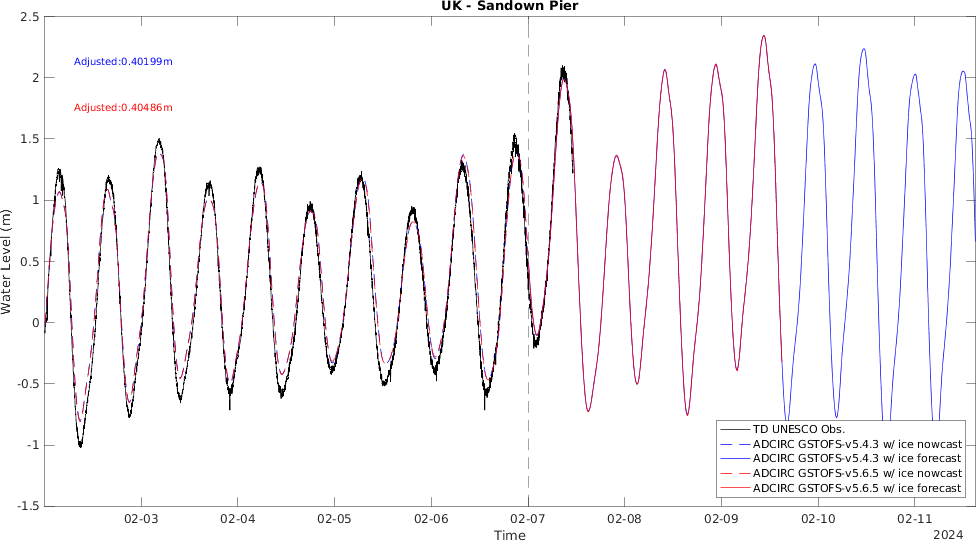 UK - Sandown Pier
2.5
2
1.5
1
0.5
0
-0.5
-1
-1.5
Water Level (m)
Adjusted:0.40199m
Adjusted:0.40486m
TD UNESCO Obs.
ADCIRC GSTOFS-v5.4.3 w/ ice nowcast
ADCIRC GSTOFS-v5.4.3 w/ ice forecast
ADCIRC GSTOFS-v5.6.5 w/ ice nowcast
ADCIRC GSTOFS-v5.6.5 w/ ice forecast
02-03 02-04 02-05 02-06 02-07 02-08 02-09 02-10 02-11
Time
2024